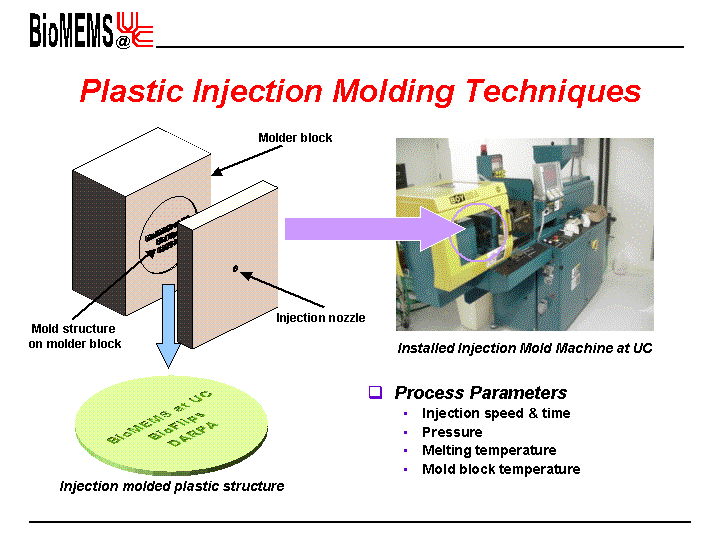 BioMEMS@UC
Plastic Injection Molding Techniques
Molder block
BOY
Injection nozzle
Mold structure
on molder block
Installed Injection Mold Machine at UC
BioMEMS at UC
BioFlips
DARPA
Injection molded plastic structure
Process Parameters
Injection speed & time
Pressure
Melting temperature
Mold block temperature